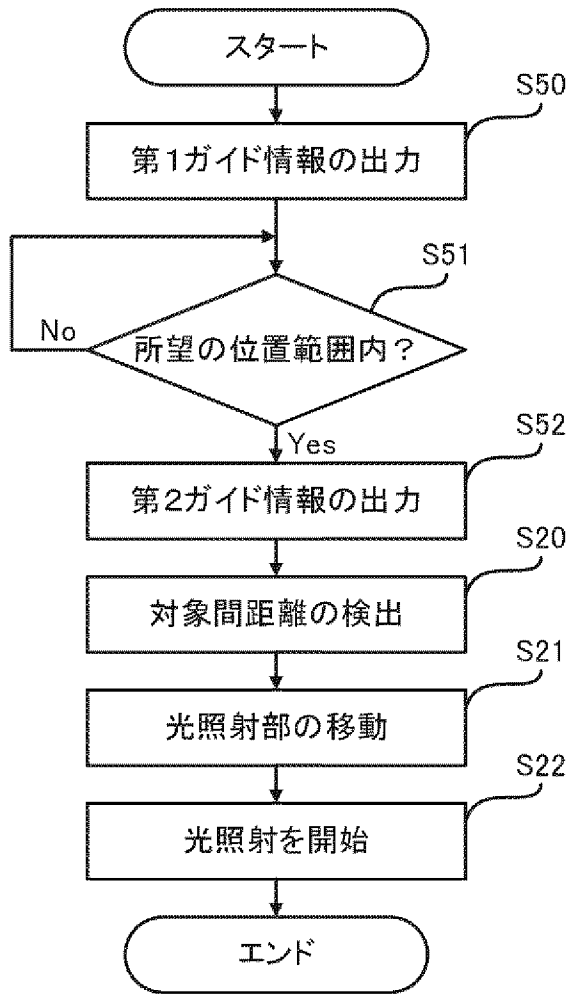 スタート
S50
第1ガイド情報の出力
S51
所望の位置範囲内?
No
Yes
S52
第2ガイド情報の出力
S20
対象間距離の検出
S21
光照射部の移動
S22
光照射を開始
エンド